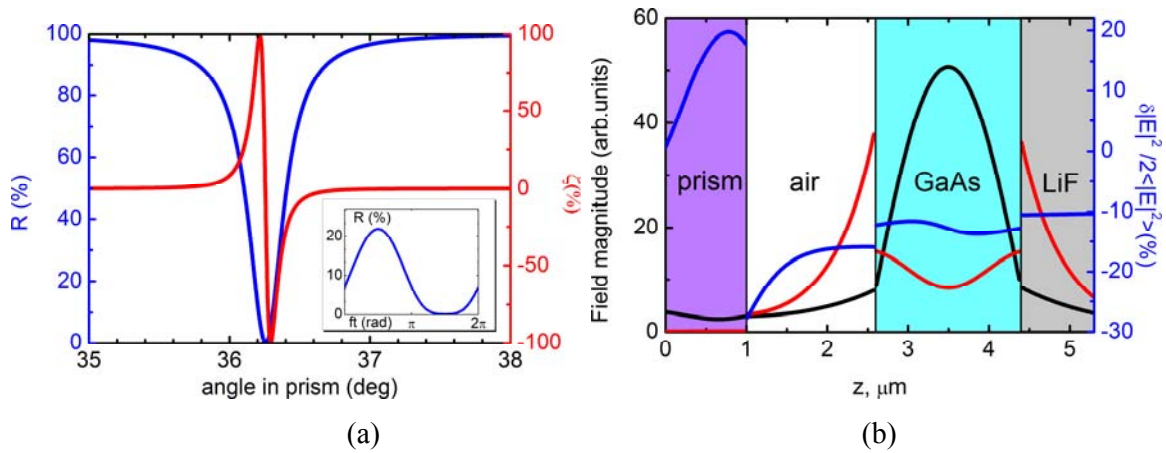 R (%)
100
80
60
40
20
0
35
36
37
38
angle in prism (deg)
100
50
0
-50
-100
ζ(%)
R (%)
20
10
0
ft (rad)
π
2π
(a)
Field magnitude (arb.units)
60
40
20
0
0
1
2
3
4
5
z, μm
prism
air
GaAs
LiF
20
10
0
-10
-20
-30
δ|E|² /2<|E|²>(%)
(b)